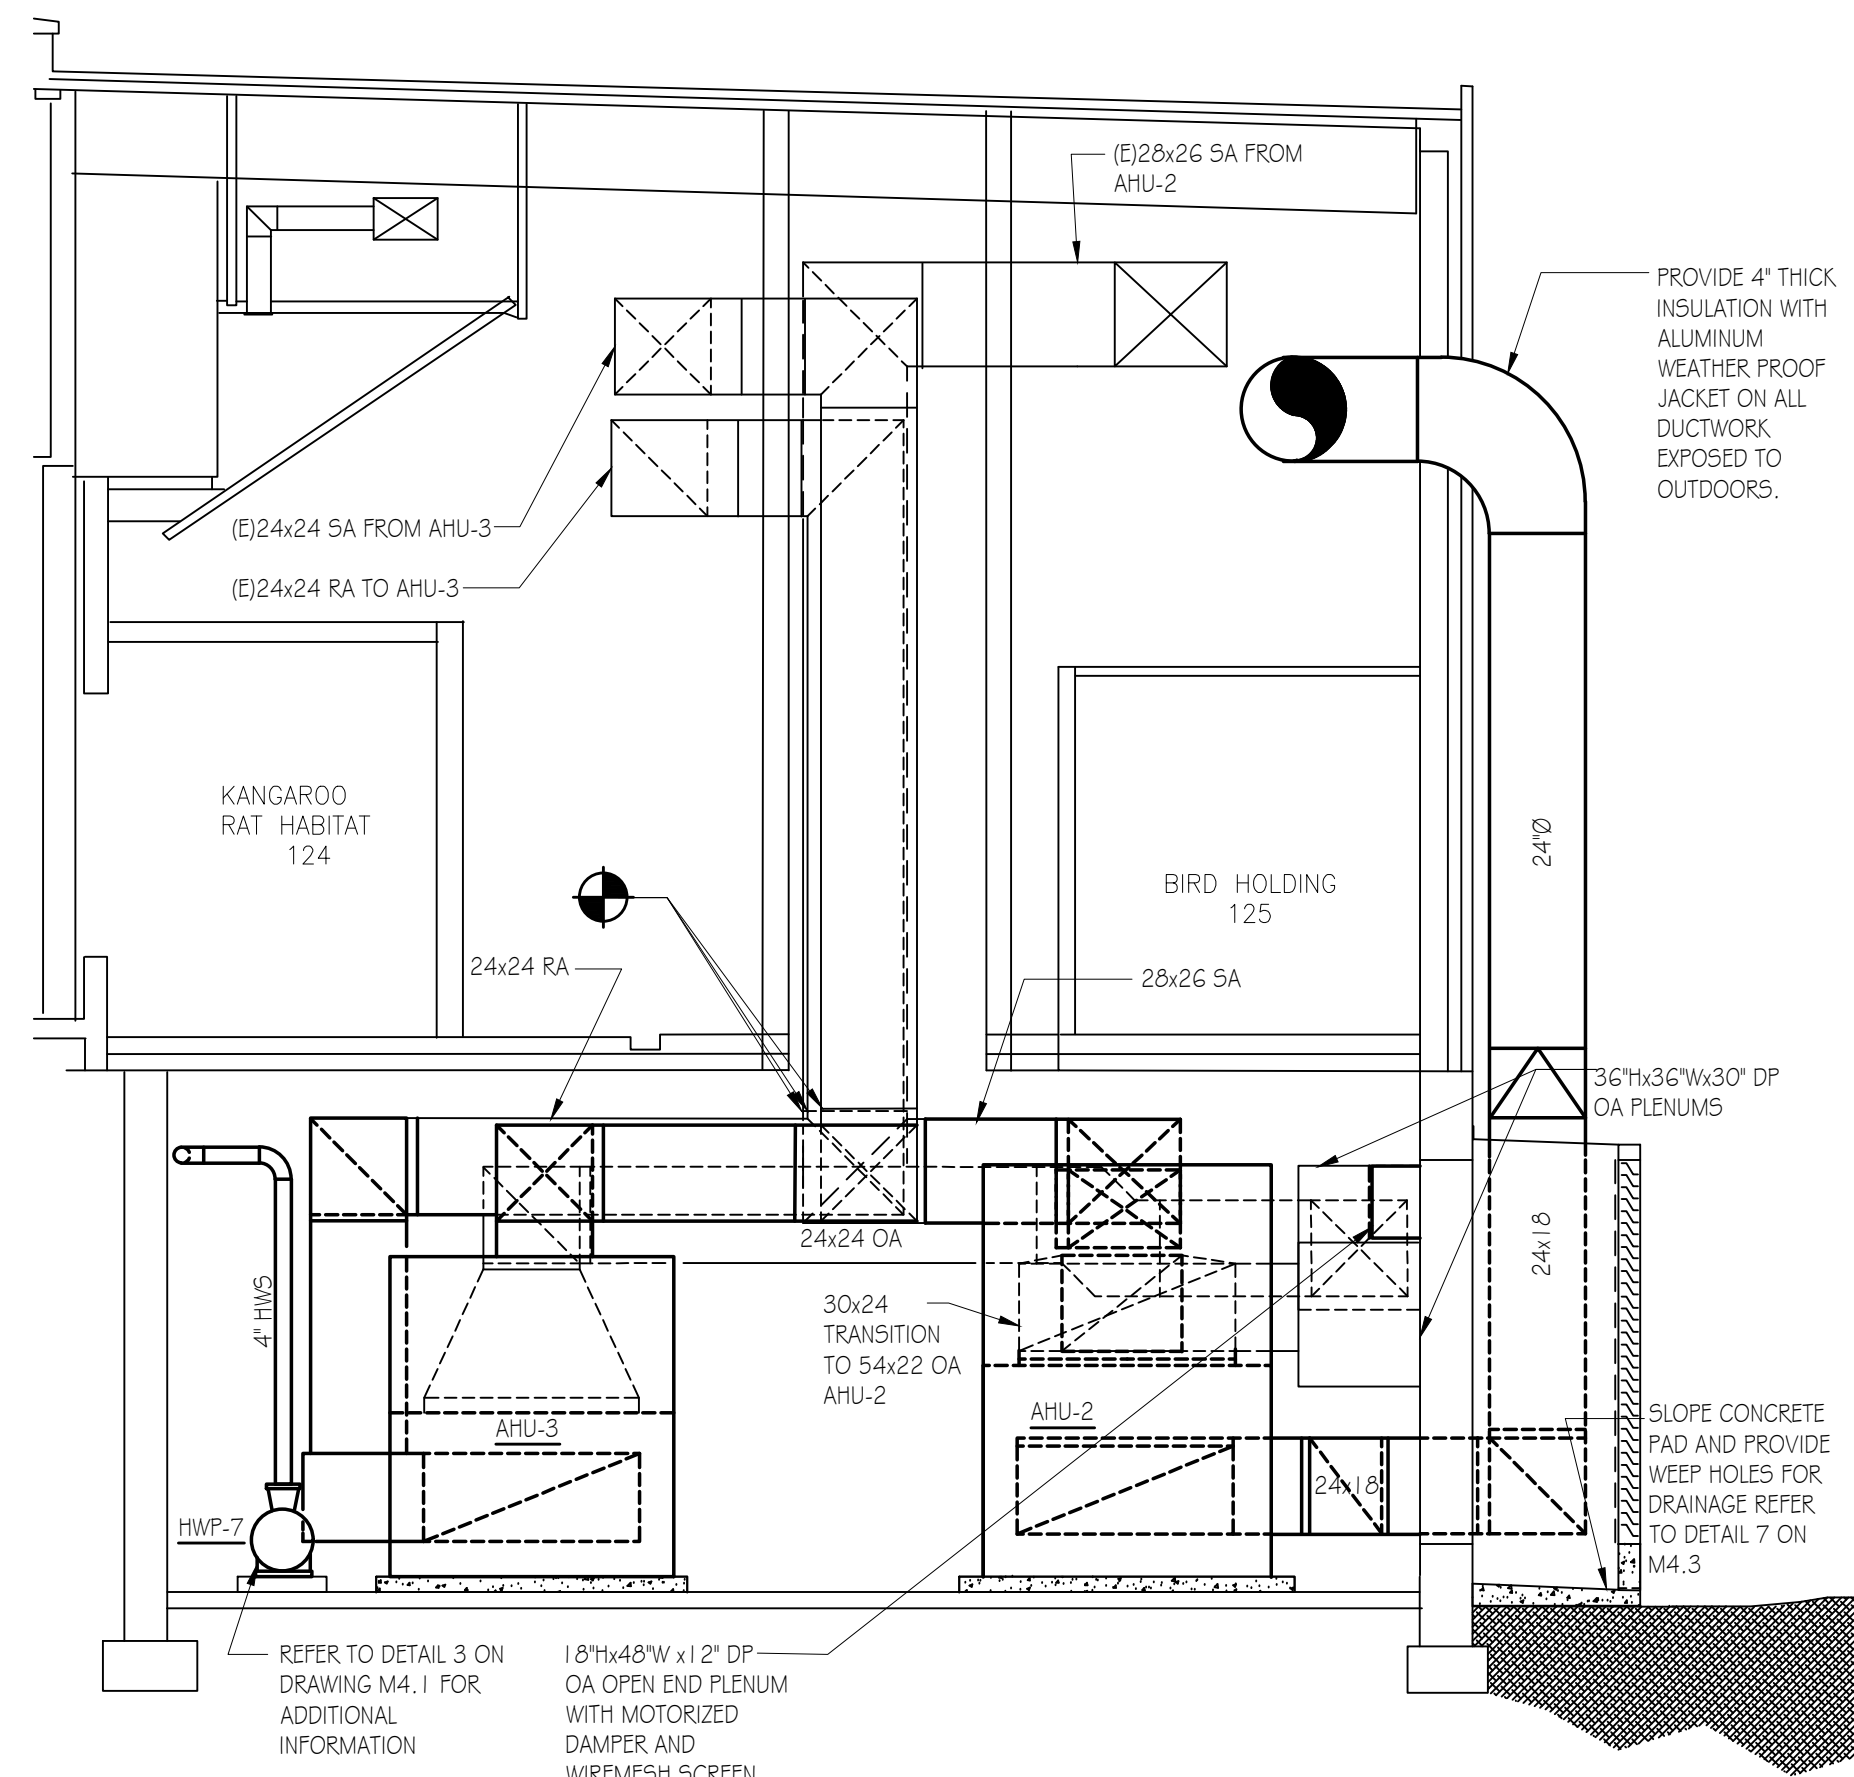 (E)28x26 SA FROM
AHU-2
PROVIDE 4" THICK
INSULATION WITH
ALUMINUM
WEATHER PROOF
JACKET ON ALL
DUCTWORK
EXPOSED TO
OUTDOORS.
(E)24x24 SA FROM AHU-3
(E)24x24 RA TO AHU-3
KANGAROO
RAT HABITAT
124
24"Ø
BIRD HOLDING
125
24x24 RA
28x26 SA
36"Hx36"Wx30" DP
OA PLENUMS
24x24 OA
24x18
4" HWS
30x24
TRANSITION
TO 54x22 OA
AHU-2
AHU-3
AHU-2
24x18
SLOPE CONCRETE
PAD AND PROVIDE
WEEP HOLES FOR
DRAINAGE REFER
TO DETAIL 7 ON
M4.3
HWP-7
REFER TO DETAIL 3 ON
DRAWING M4.1 FOR
ADDITIONAL
INFORMATION
18"Hx48"W x12" DP
OA OPEN END PLENUM
WITH MOTORIZED
DAMPER AND
WIREMESH SCREEN